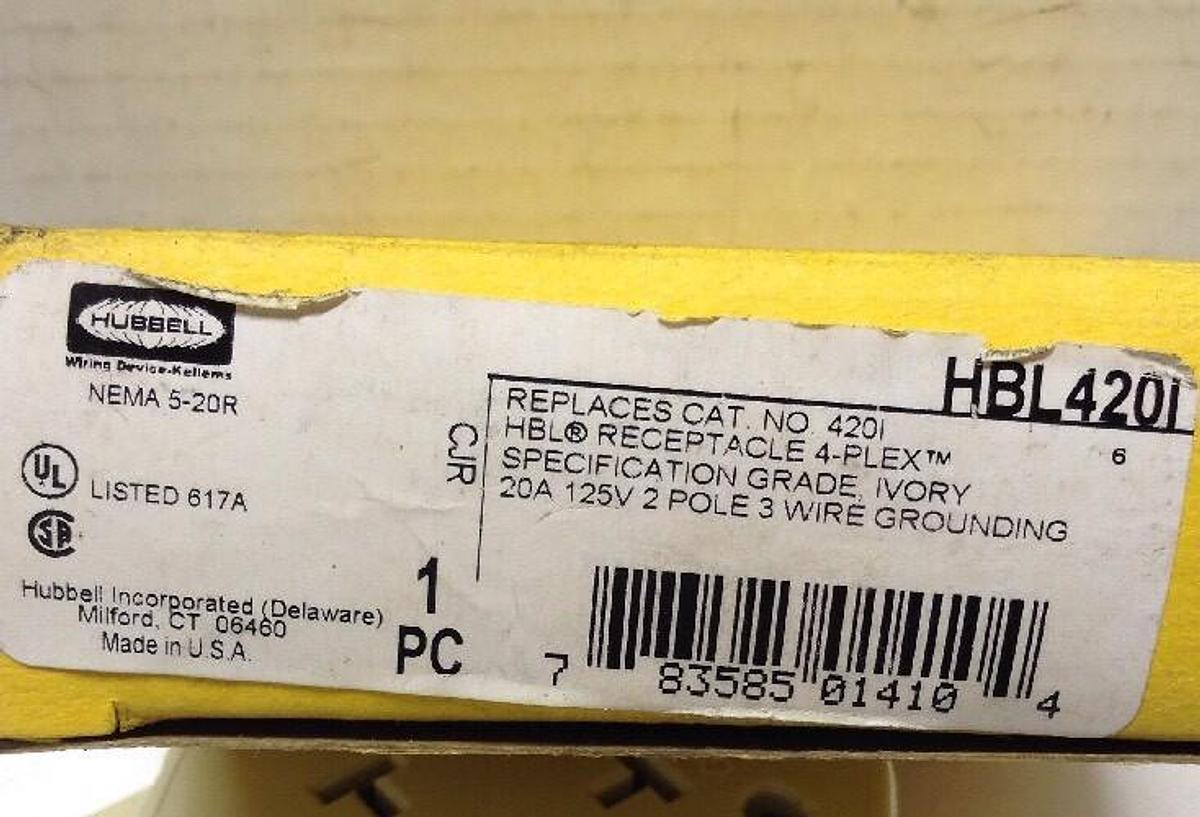 HUBBELL
Wiring Device-Kellems
NEMA 5-20R
UL
LISTED 617A
SA
Hubbell Incorporated (Delaware)
Milford, CT 06460
Made in U.S.A.
1
PC
CJR
HBL420I
6
REPLACES CAT. NO. 420I
HBL® RECEPTACLE 4-PLEX™
SPECIFICATION GRADE, IVORY
20A 125V 2 POLE 3 WIRE GROUNDING
7 83585 01410 4